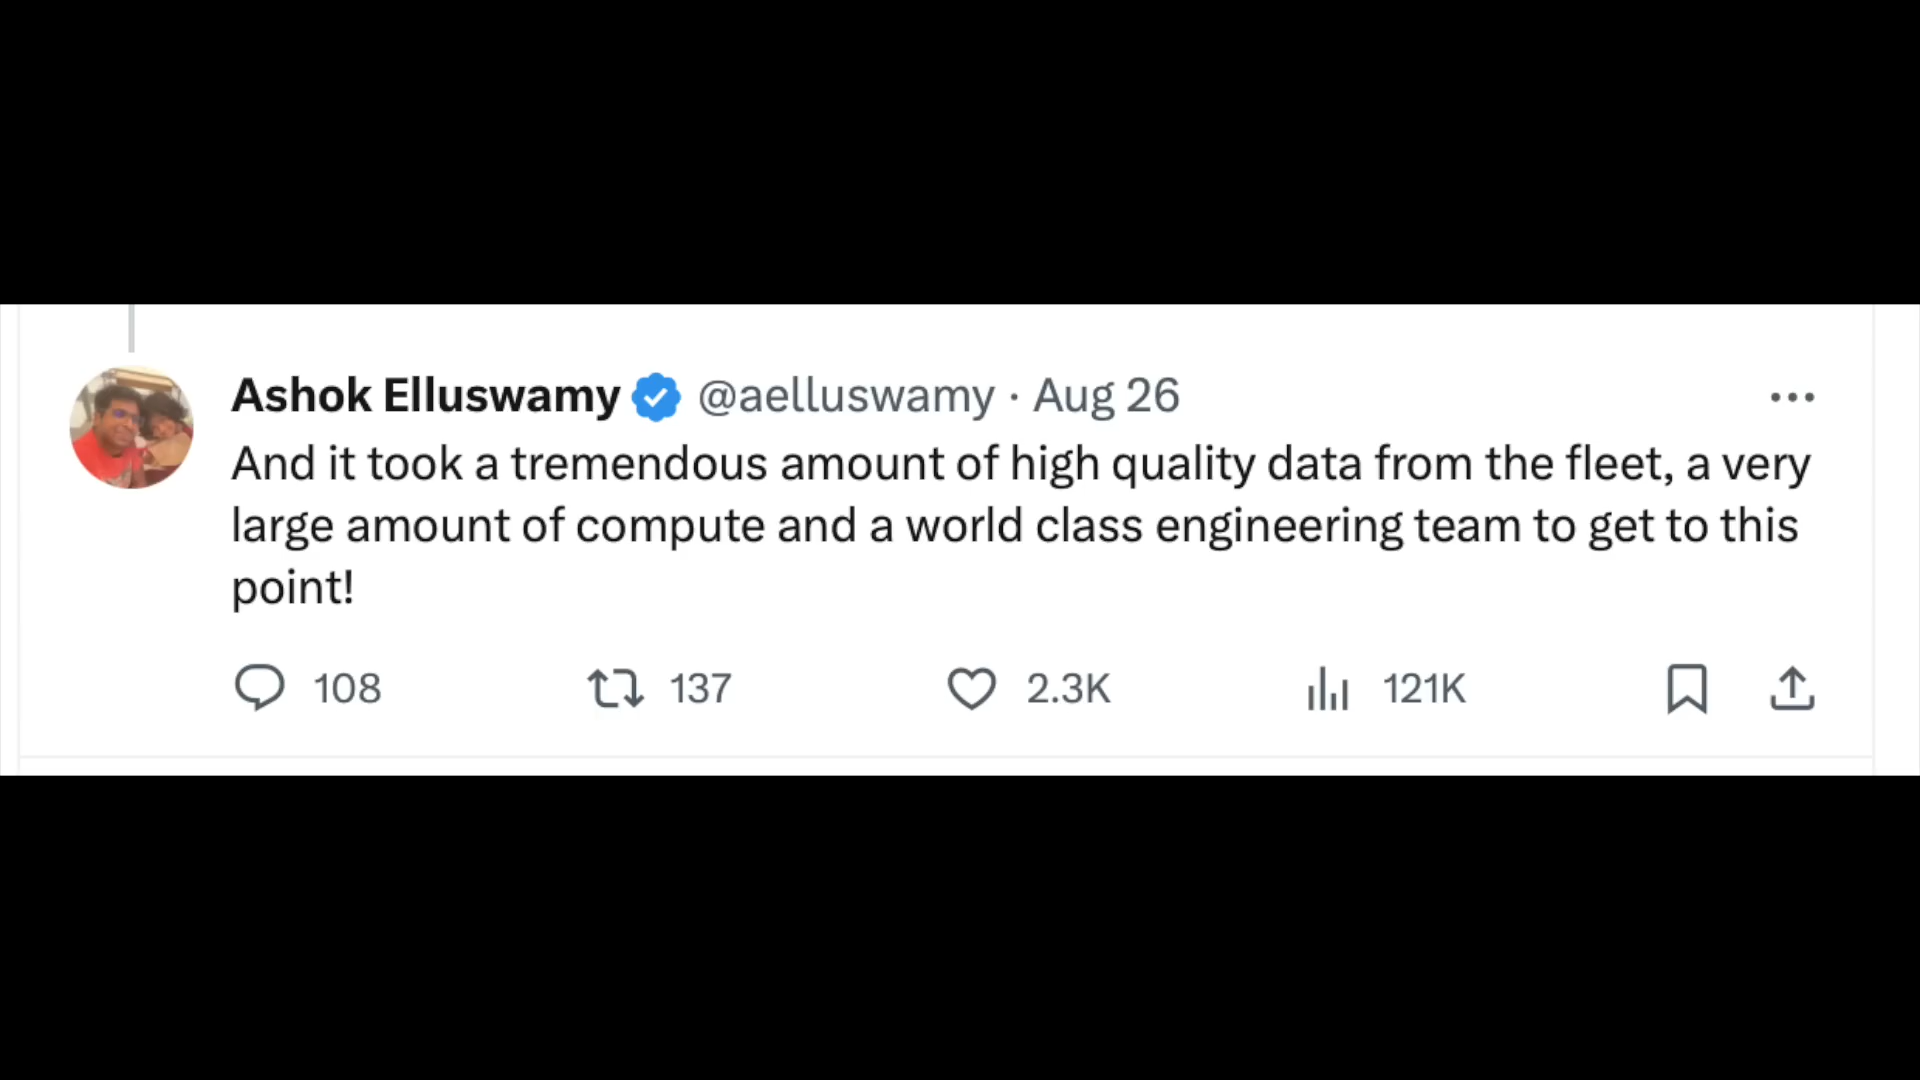 Ashok Elluswamy @aelluswamy · Aug 26
And it took a tremendous amount of high quality data from the fleet, a very
large amount of compute and a world class engineering team to get to this
point!
108 137 2.3K 121K